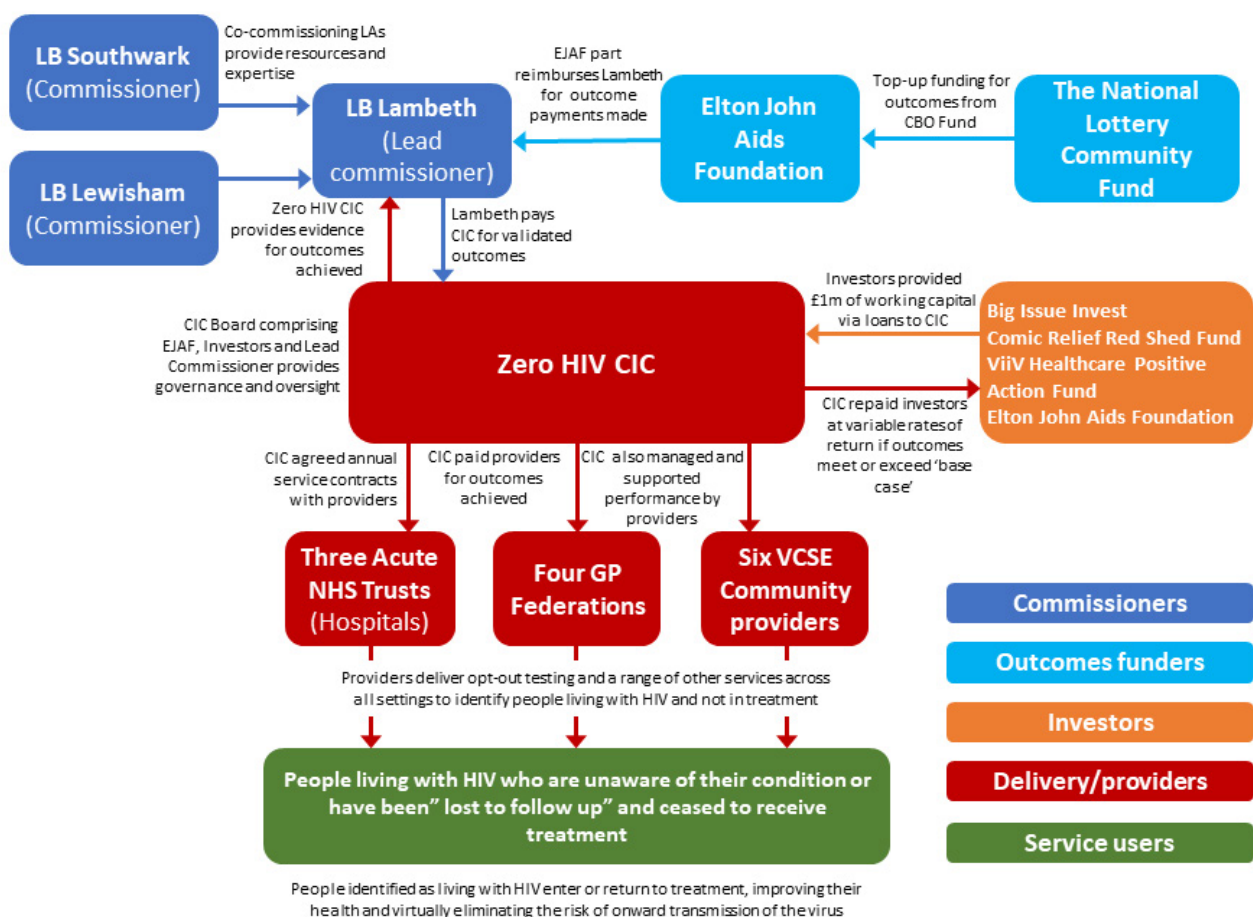 LB Southwark
(Commissioner)
Co-commissioning LAs
provide resources and
expertise
LB Lambeth
(Lead
commissioner)
EJAF part
reimburses Lambeth
for outcome
payments made
Elton John
Aids
Foundation
Top-up funding for
outcomes from
CBO Fund
The National
Lottery
Community
Fund
LB Lewisham
(Commissioner)
Zero HIV CIC
provides evidence
for outcomes
achieved
Lambeth pays
CIC for validated
outcomes
CIC Board comprising
EJAF, Investors and Lead
Commissioner provides
governance and oversight
Zero HIV CIC
Investors provided
£1m of working capital
via loans to CIC
Big Issue Invest
Comic Relief Red Shed Fund
ViiV Healthcare Positive
Action Fund
Elton John Aids Foundation
CIC repaid investors
at variable rates of
return if outcomes
meet or exceed ‘base
case’
CIC agreed annual
service contracts
with providers
CIC paid providers
for outcomes
achieved
CIC also managed and
supported
performance by
providers
Three Acute
NHS Trusts
(Hospitals)
Four GP
Federations
Six VCSE
Community
providers
Providers deliver opt-out testing and a range of other services across
all settings to identify people living with HIV and not in treatment
People living with HIV who are unaware of their condition or
have been” lost to follow up” and ceased to receive
treatment
People identified as living with HIV enter or return to treatment, improving their
health and virtually eliminating the risk of onward transmission of the virus
Commissioners
Outcomes funders
Investors
Delivery/providers
Service users